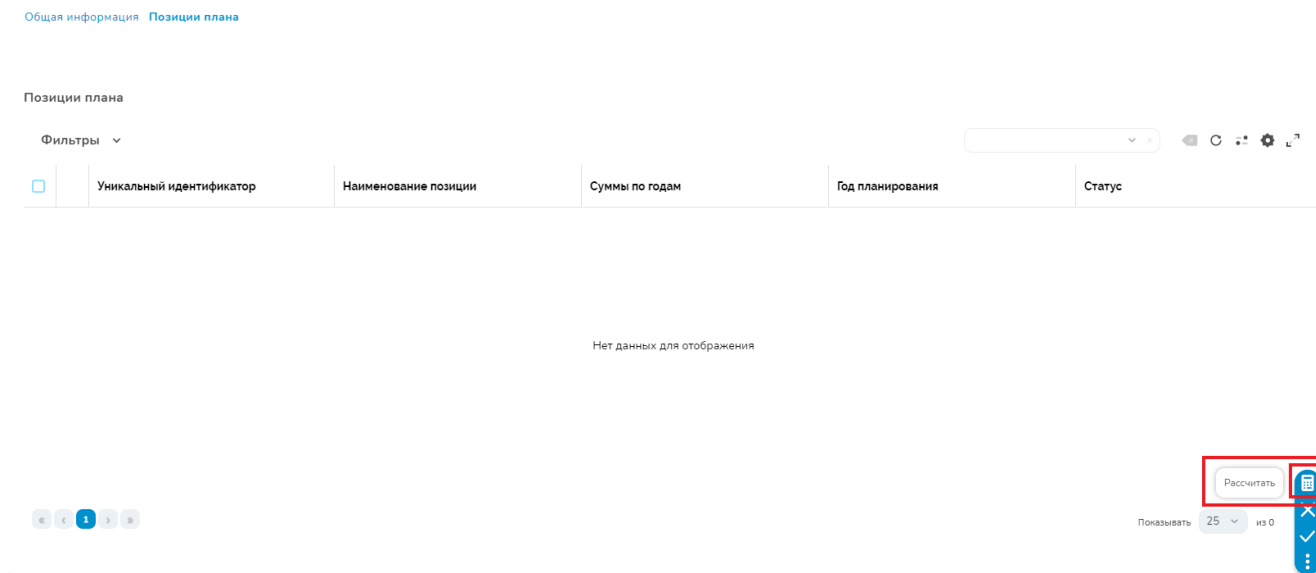 Общая информация Позиции плана
Позиции плана
Фильтры
Уникальный идентификатор Наименование позиции Суммы по годам Год планирования Статус
Нет данных для отображения
Рассчитать
« ‹ 1 › » Показывать 25 из 0